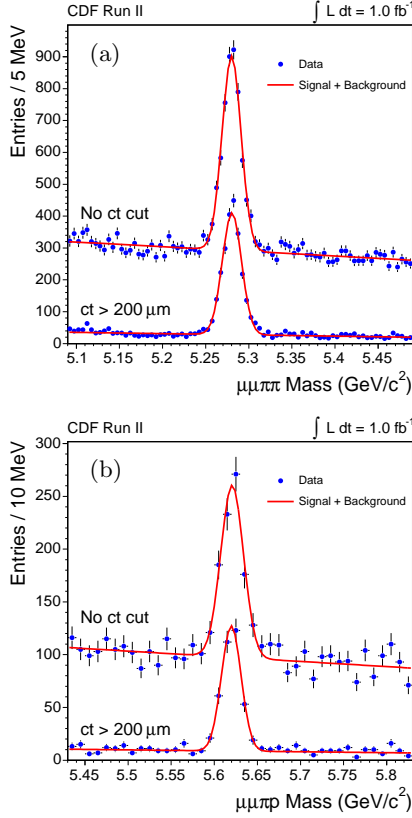 CDF Run II ∫ L dt = 1.0 fb⁻¹
(a)
Data
Signal + Background
No ct cut
ct > 200 μm
Entries / 5 MeV
0
100
200
300
400
500
600
700
800
900
5.1 5.15 5.2 5.25 5.3 5.35 5.4 5.45
μμππ Mass (GeV/c²)
CDF Run II ∫ L dt = 1.0 fb⁻¹
(b)
Data
Signal + Background
No ct cut
ct > 200 μm
Entries / 10 MeV
0
50
100
150
200
250
300
5.45 5.5 5.55 5.6 5.65 5.7 5.75 5.8
μμπp Mass (GeV/c²)